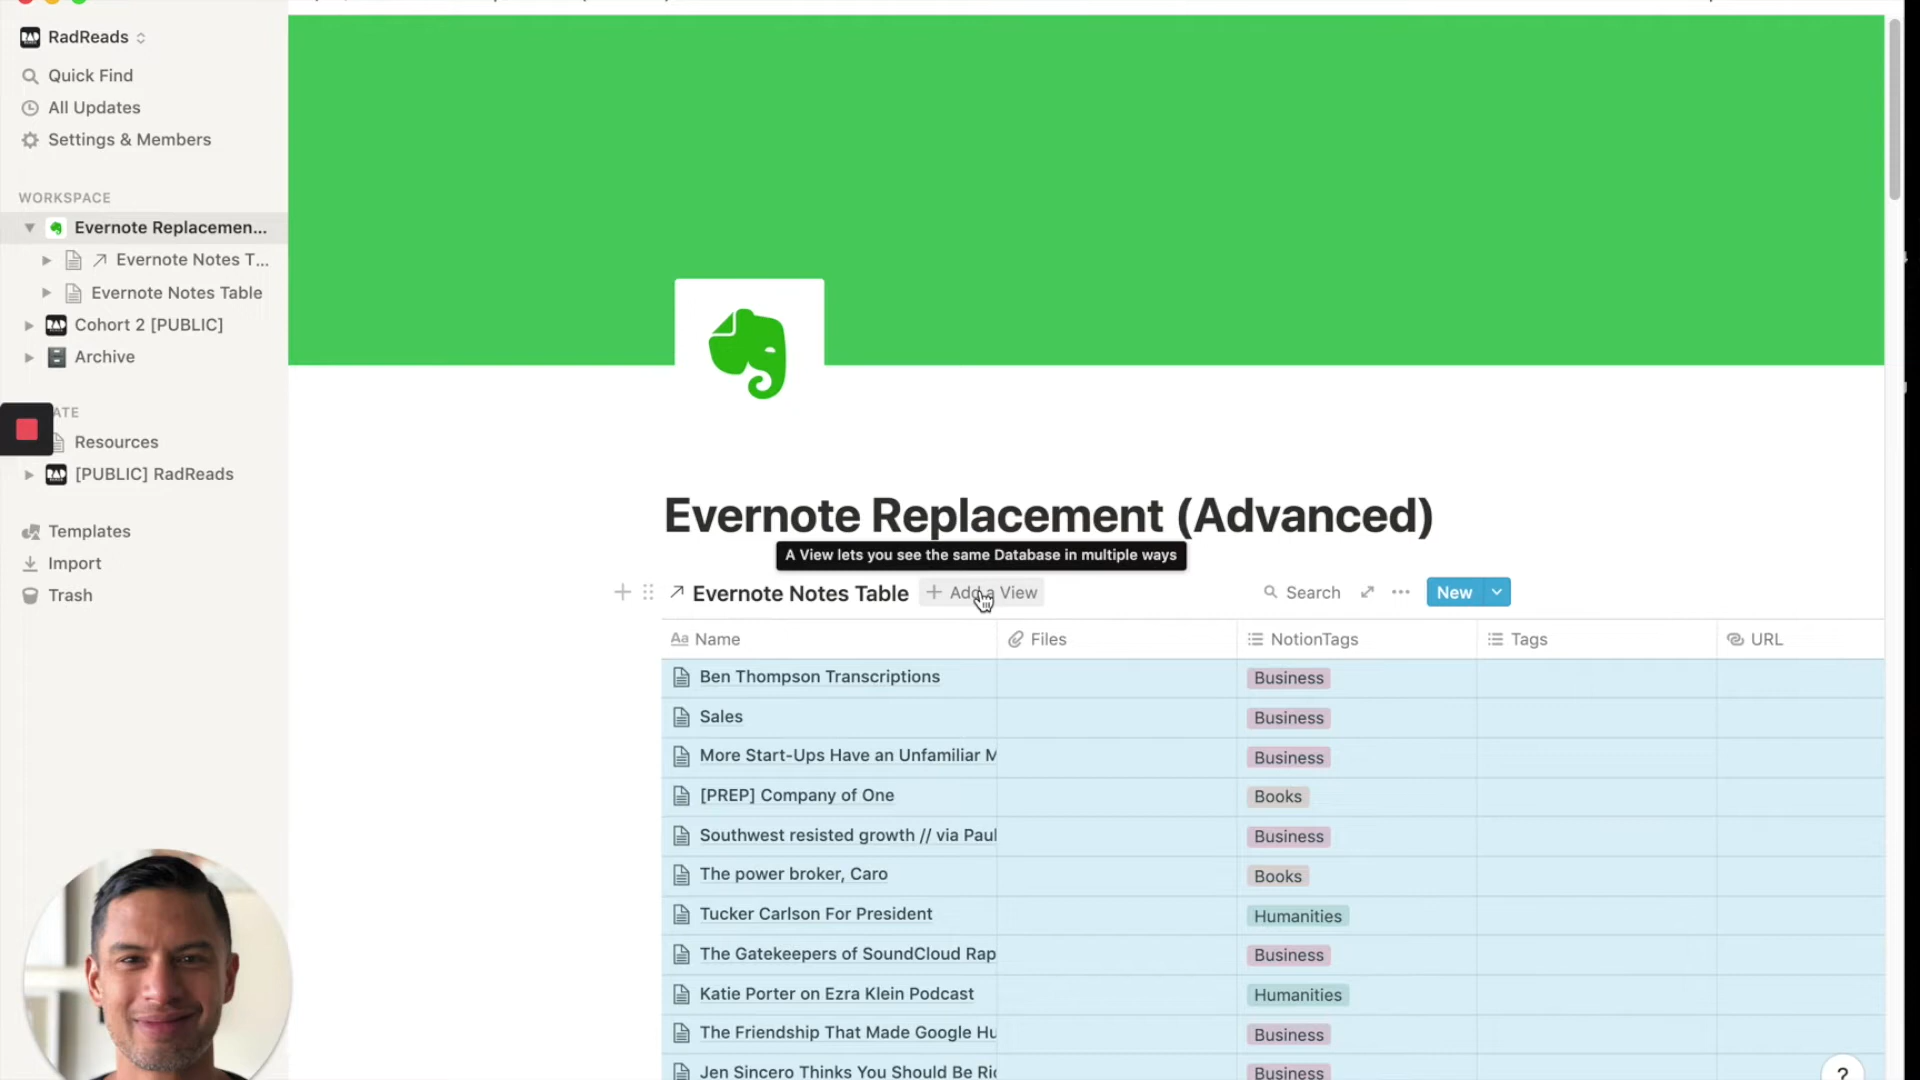 RadReads
Quick Find
All Updates
Settings & Members
WORKSPACE
Evernote Replacemen...
Evernote Notes T...
Evernote Notes Table
Cohort 2 [PUBLIC]
Archive
ATE
Resources
[PUBLIC] RadReads
Templates
Import
Trash
Evernote Replacement (Advanced)
A View lets you see the same Database in multiple ways
Evernote Notes Table + Add a View Search New
Aa Name Files NotionTags Tags URL
Ben Thompson Transcriptions Business
Sales Business
More Start-Ups Have an Unfamiliar M Business
[PREP] Company of One Books
Southwest resisted growth // via Paul Business
The power broker, Caro Books
Tucker Carlson For President Humanities
The Gatekeepers of SoundCloud Rap Business
Katie Porter on Ezra Klein Podcast Humanities
The Friendship That Made Google Hu Business
Jen Sincero Thinks You Should Be Ric Business
?